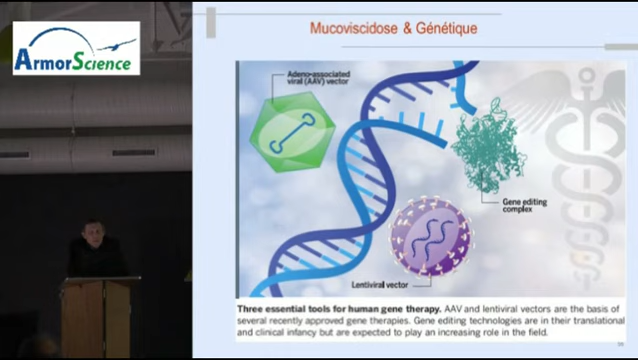 ArmorScience
Mucoviscidose & Génétique
Adeno-associated
viral (AAV) vector
Gene editing
complex
Lentiviral vector
Three essential tools for human gene therapy. AAV and lentiviral vectors are the basis of
several recently approved gene therapies. Gene editing technologies are in their translational
and clinical infancy but are expected to play an increasing role in the field.